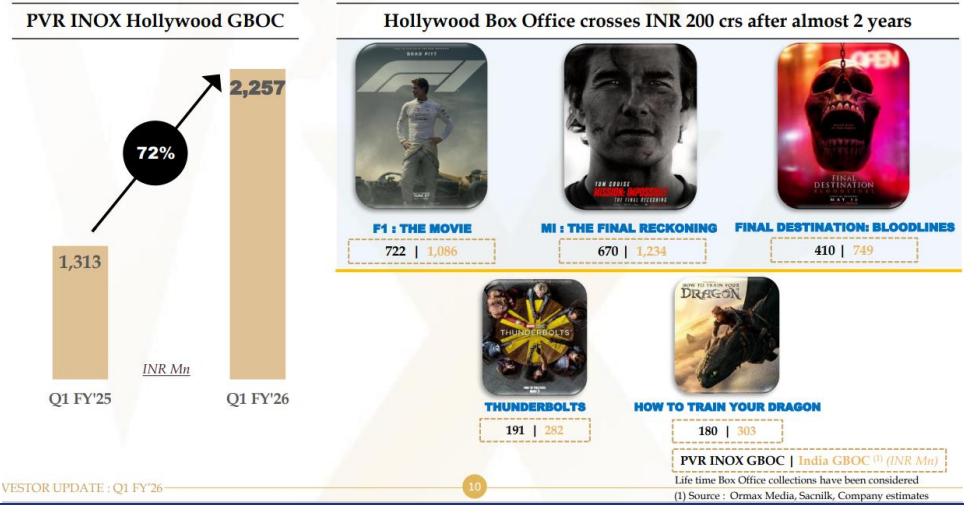 PVR INOX Hollywood GBOC
2,257
72%
1,313
INR Mn
Q1 FY'25
Q1 FY'26
Hollywood Box Office crosses INR 200 crs after almost 2 years
BRAD PITT
F1
F1 : THE MOVIE
722 | 1,086
TOM CRUISE
MISSION: IMPOSSIBLE
THE FINAL RECKONING
MI : THE FINAL RECKONING
670 | 1,234
OPEN
FINAL
DESTINATION
BLOODLINES
FINAL DESTINATION: BLOODLINES
410 | 749
THUNDERBOLTS*
THUNDERBOLTS
191 | 282
HOW TO TRAIN YOUR
DRAGON
HOW TO TRAIN YOUR DRAGON
180 | 303
PVR INOX GBOC | India GBOC (1) (INR Mn)
Life time Box Office collections have been considered
(1) Source : Ormax Media, Sacnilk, Company estimates
VESTOR UPDATE : Q1 FY'26
10